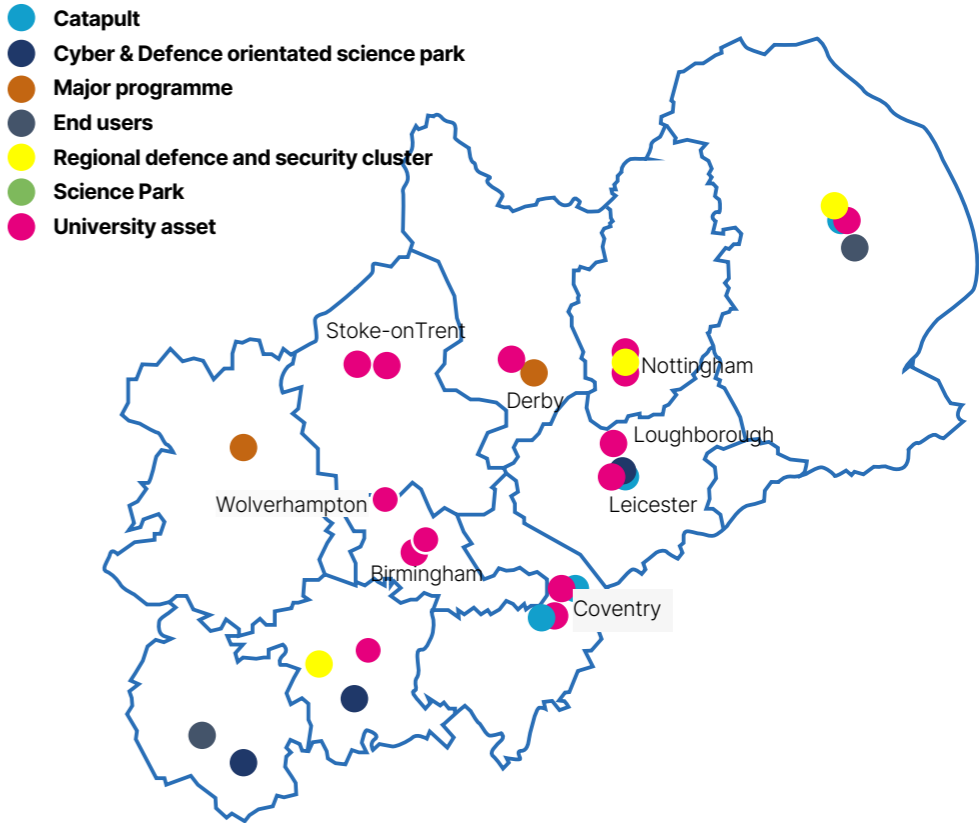 Catapult
Cyber & Defence orientated science park
Major programme
End users
Regional defence and security cluster
Science Park
University asset
Stoke-onTrent
Nottingham
Derby
Loughborough
Wolverhampton
Leicester
Birmingham
Coventry